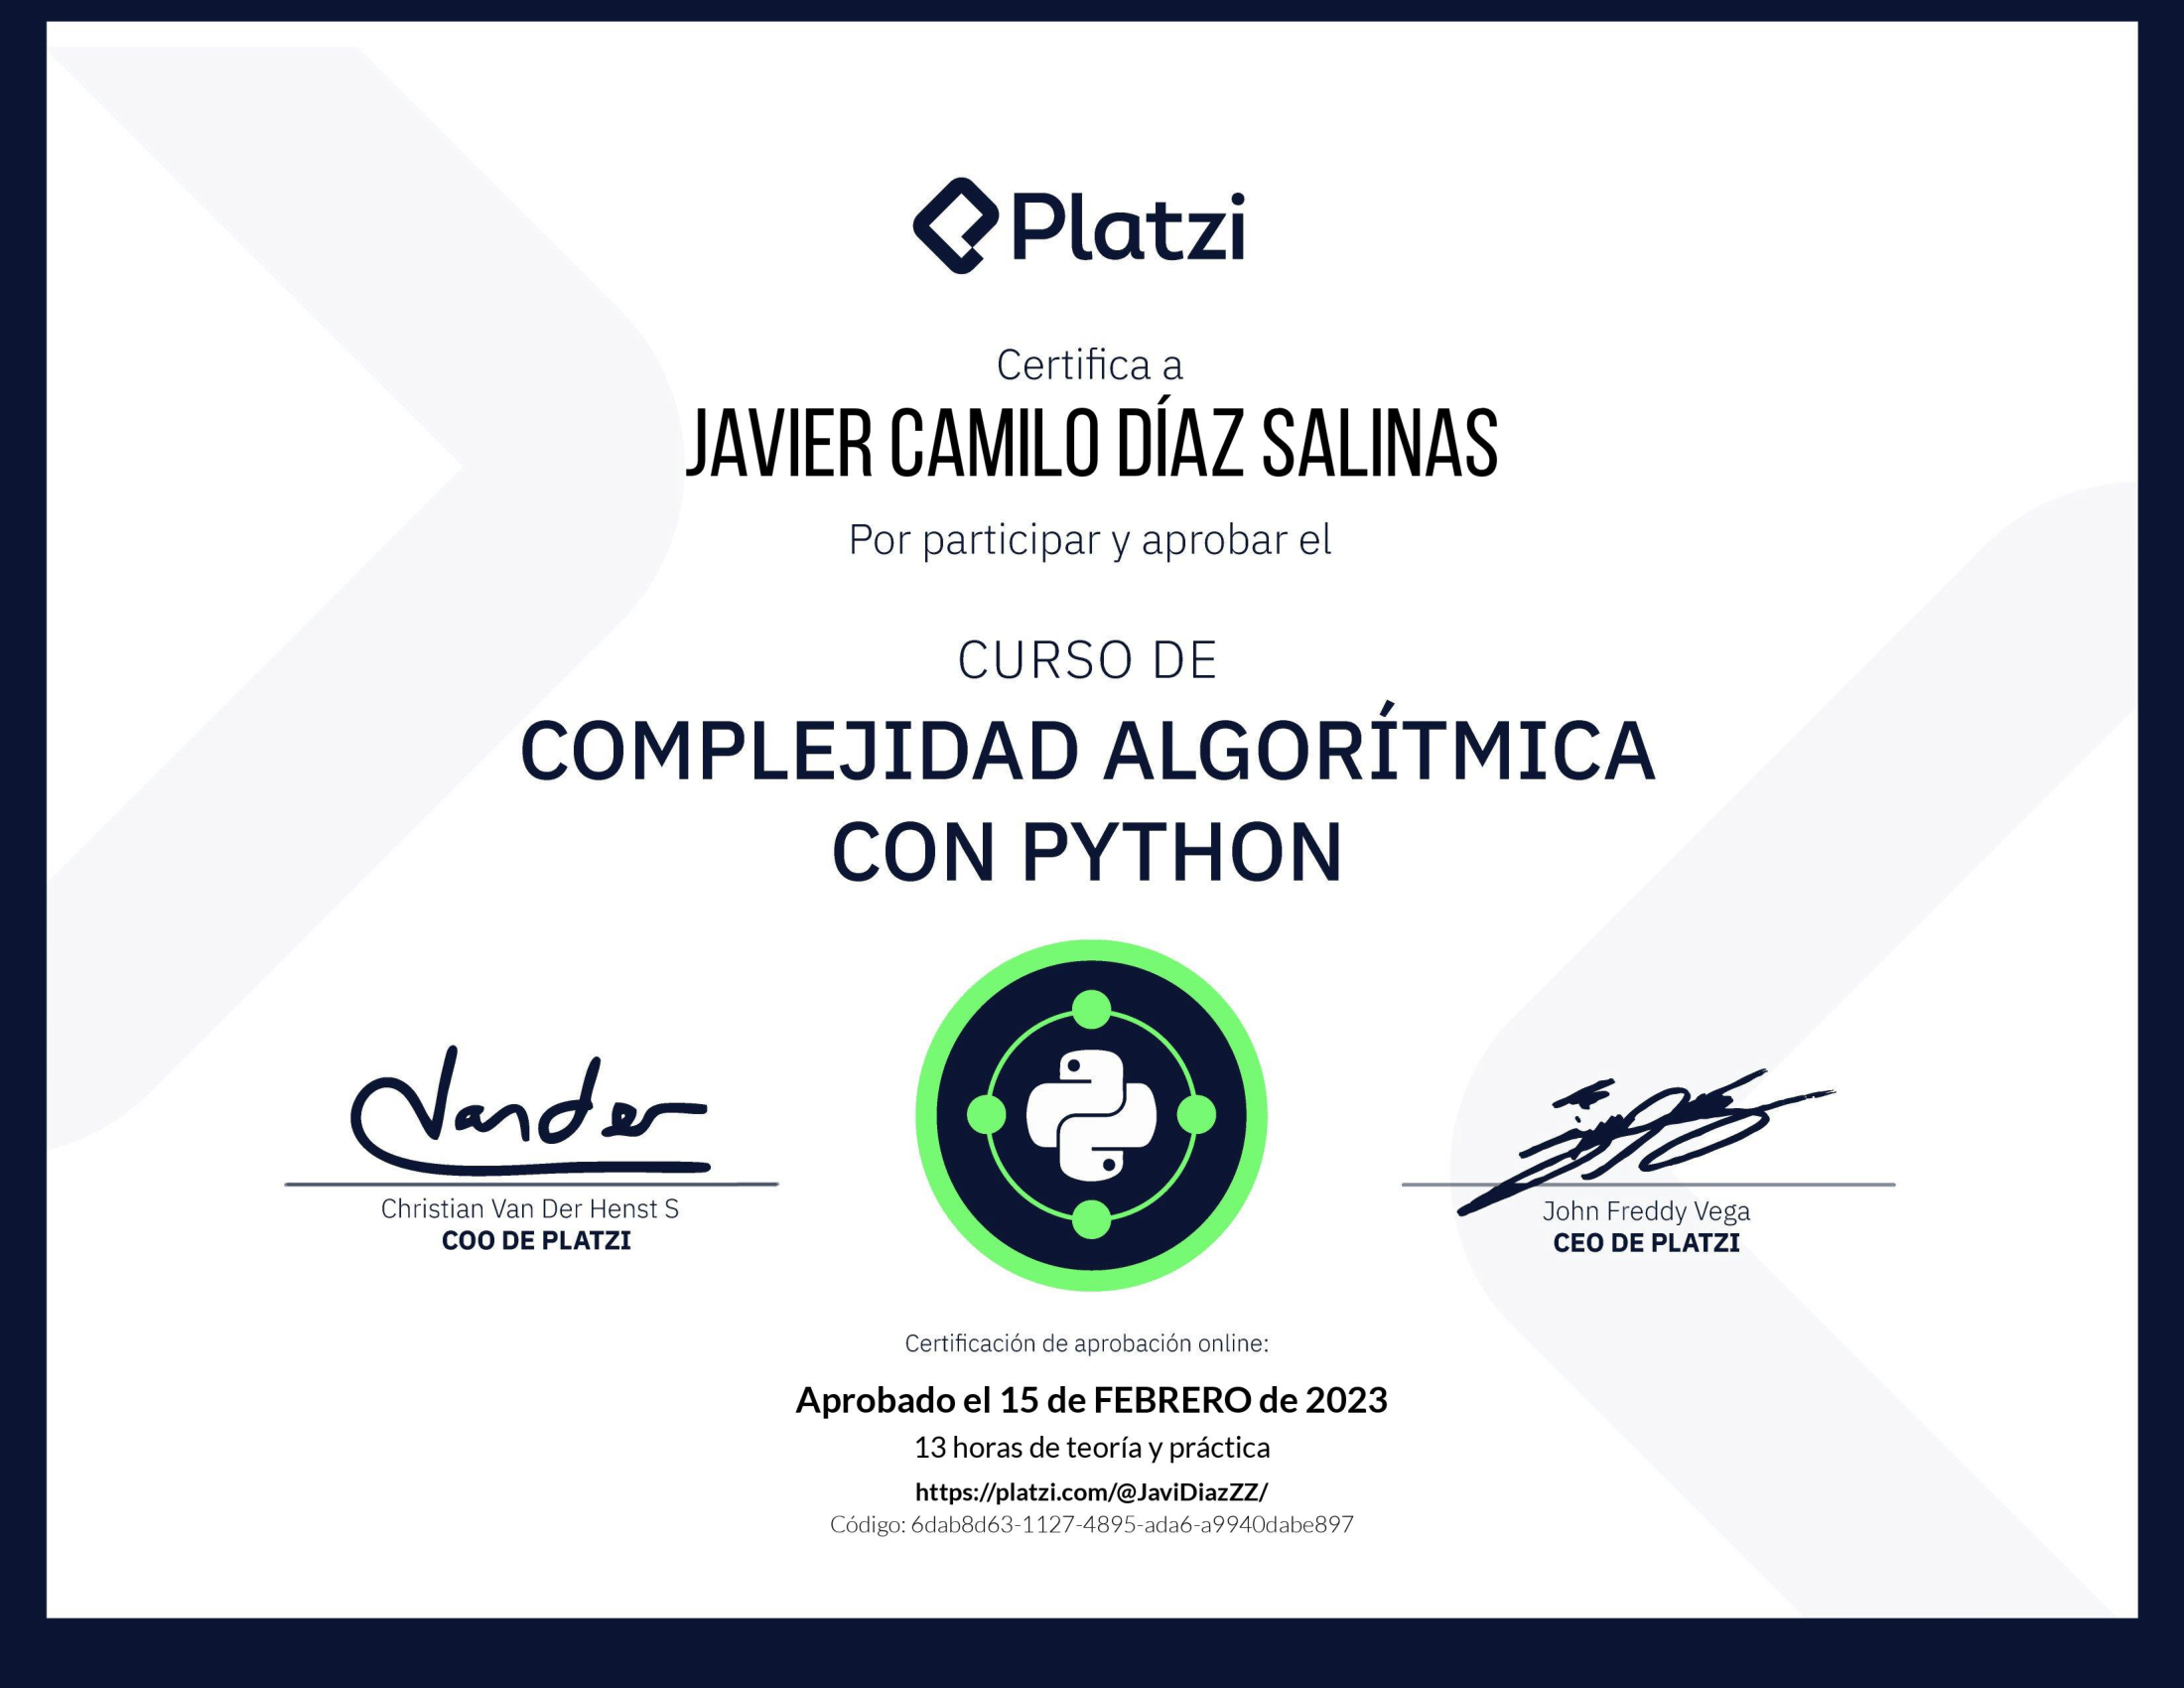 Platzi
Certifica a
JAVIER CAMILO DÍAZ SALINAS
Por participar y aprobar el
CURSO DE
COMPLEJIDAD ALGORÍTMICA
CON PYTHON
Vander
Christian Van Der Henst S
COO DE PLATZI
John Freddy Vega
CEO DE PLATZI
Certificación de aprobación online:
Aprobado el 15 de FEBRERO de 2023
13 horas de teoría y práctica
https://platzi.com/@JaviDiazZZ/
Código: 6dab8d63-1127-4895-ada6-a9940dabe897